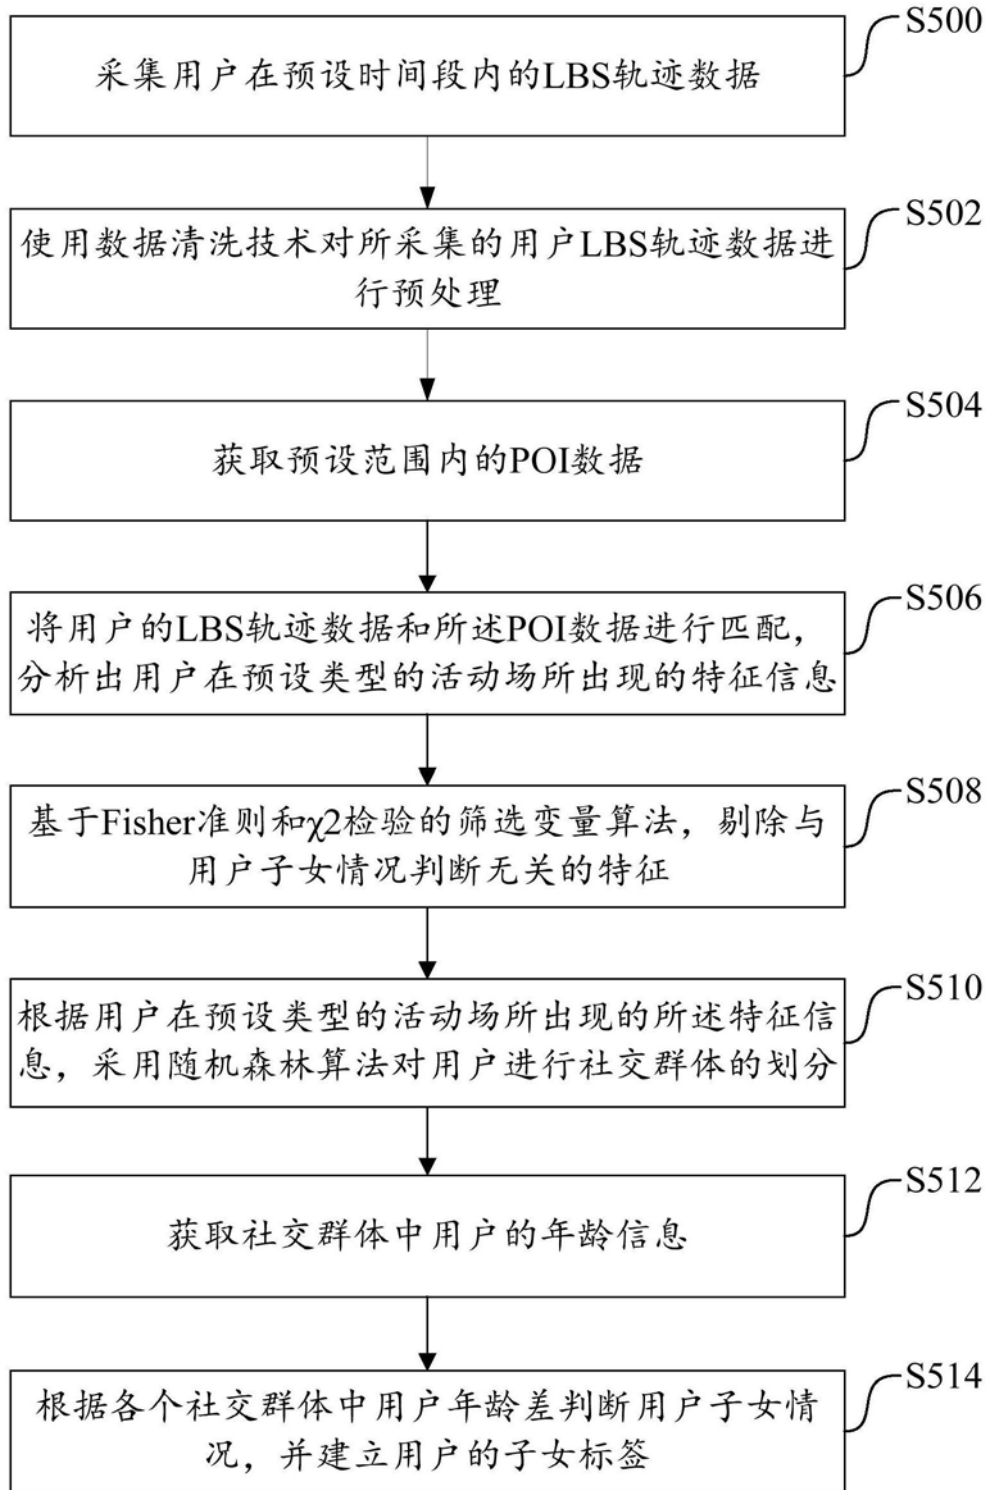 S500
采集用户在预设时间段内的LBS轨迹数据
S502
使用数据清洗技术对所采集的用户LBS轨迹数据进
行预处理
S504
获取预设范围内的POI数据
S506
将用户的LBS轨迹数据和所述POI数据进行匹配，
分析出用户在预设类型的活动场所出现的特征信息
S508
基于Fisher准则和χ2检验的筛选变量算法，剔除与
用户子女情况判断无关的特征
S510
根据用户在预设类型的活动场所出现的所述特征信
息，采用随机森林算法对用户进行社交群体的划分
S512
获取社交群体中用户的年龄信息
S514
根据各个社交群体中用户年龄差判断用户子女情
况，并建立用户的子女标签